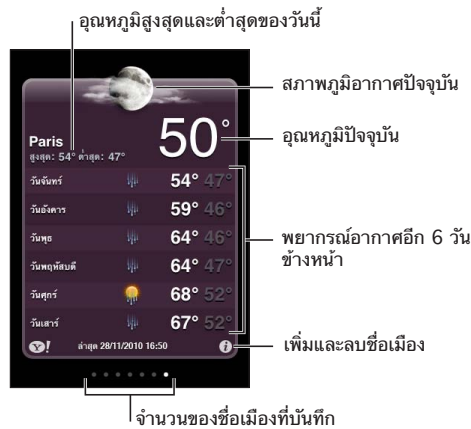 อุณหภูมิสูงสุดและต่ำสุดของวันนี้
สภาพภูมิอากาศปัจจุบัน
50°
อุณหภูมิปัจจุบัน
Paris
สูงสุด: 54° ต่ำสุด: 47°
วันจันทร์ 54° 47°
วันอังคาร 59° 46°
วันพุธ 64° 46°
วันพฤหัสบดี 64° 47°
วันศุกร์ 68° 52°
วันเสาร์ 67° 52°
พยากรณ์อากาศอีก 6 วัน
ข้างหน้า
Y! ล่าสุด 28/11/2010 16:50 i
เพิ่มและลบชื่อเมือง
จำนวนของชื่อเมืองที่บันทึก